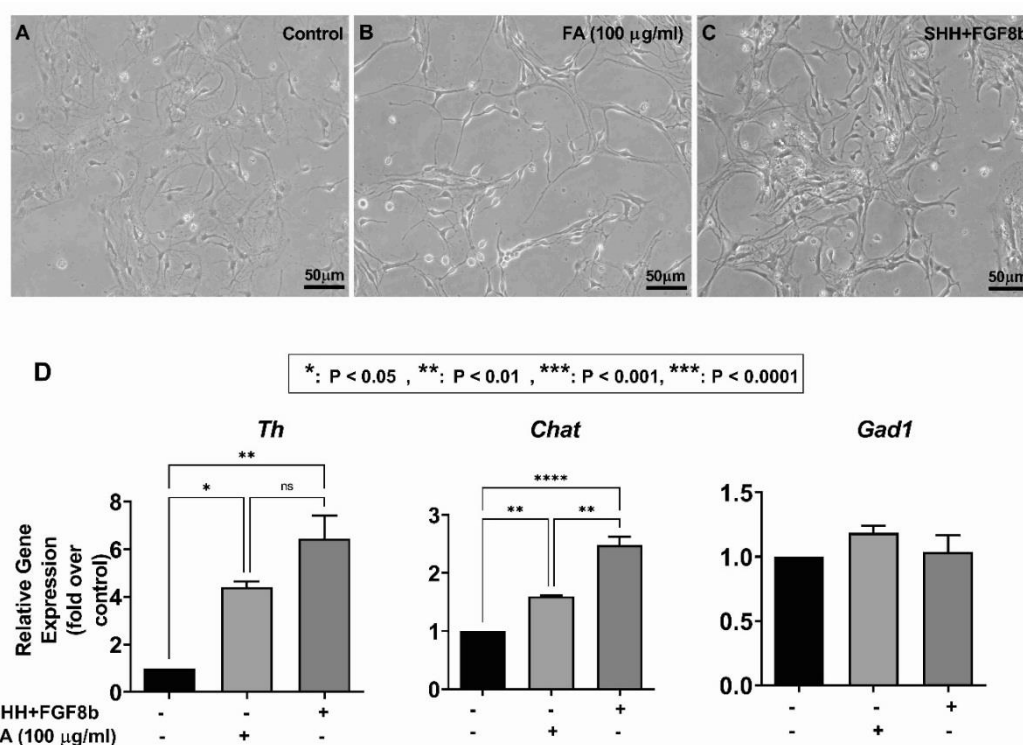 A Control
B FA (100 µg/ml)
C SHH+FGF8b
50µm
50µm
50µm
D
*: P < 0.05 , **: P < 0.01 , ***: P < 0.001, ***: P < 0.0001
Th
Chat
Gad1
Relative Gene
Expression
(fold over
control)
8
6
4
2
0
**
*
ns
3
2
1
0
****
**
**
1.5
1.0
0.5
0.0
HH+FGF8b - - + - - + - - +
A (100 µg/ml) - + - - + - - + -